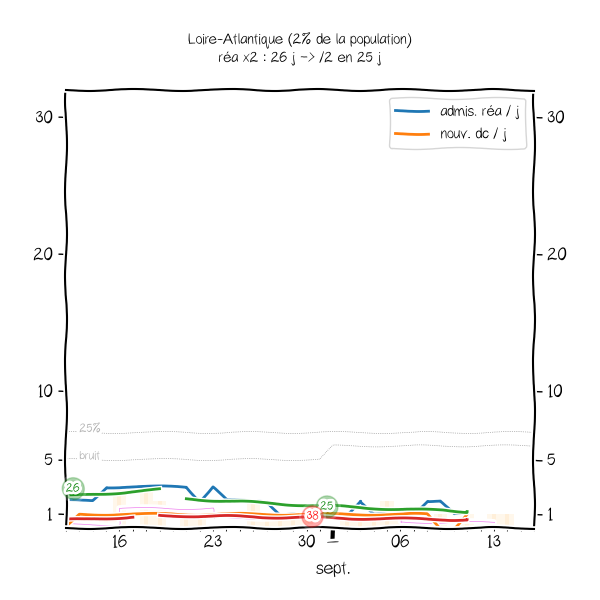 Loire-Atlantique (2% de la population)
réa x2 : 26 j -> /2 en 25 j
admis. réa / j
nouv. dc / j
30 30
20 20
10 10
25%
bruit
5 5
26
25
38
1 1
16 23 30 06 13
sept.